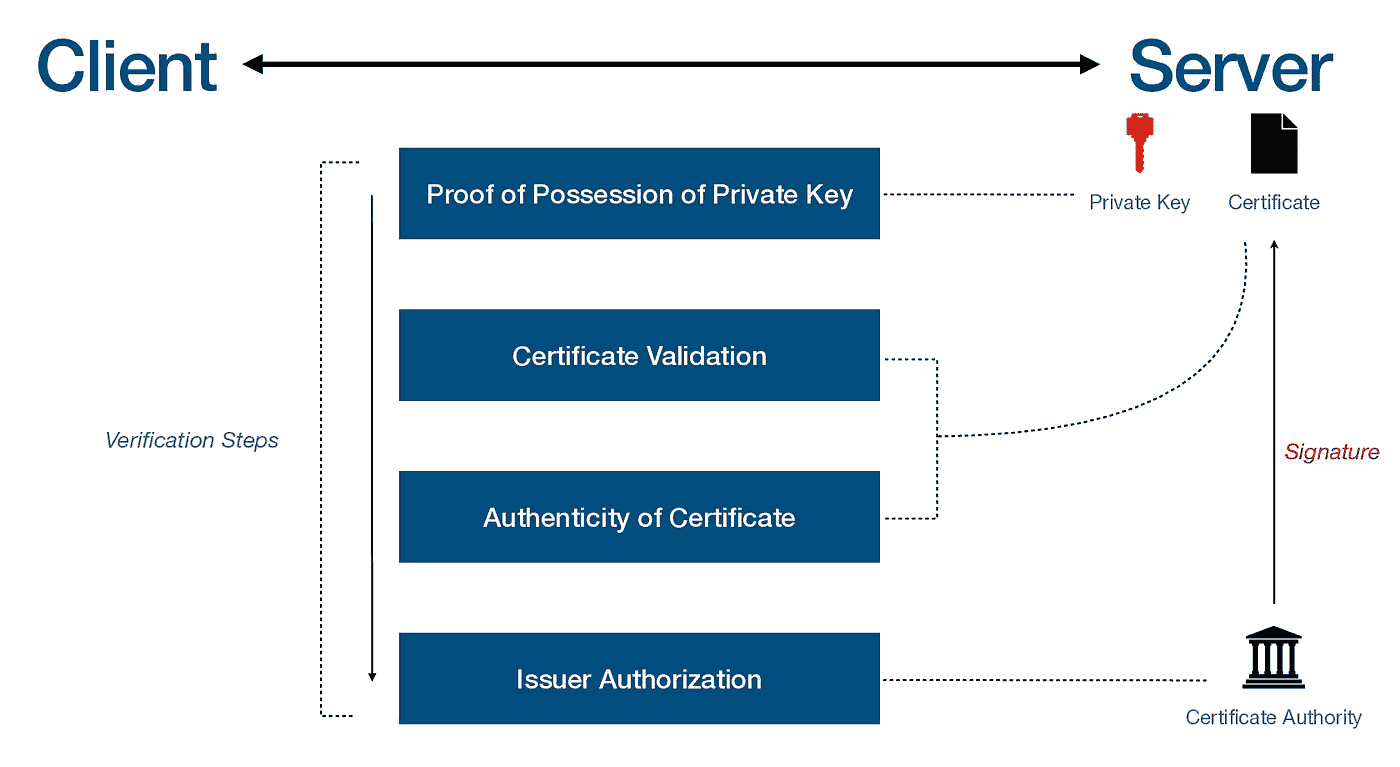 Client
Server
Proof of Possession of Private Key
Private Key
Certificate
Certificate Validation
Verification Steps
Signature
Authenticity of Certificate
Issuer Authorization
Certificate Authority